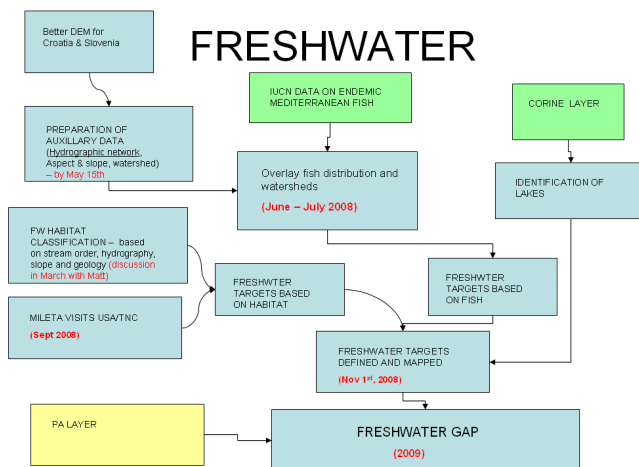 FRESHWATER
Better DEM for
Croatia & Slovenia
IUCN DATA ON ENDEMIC
MEDITERRANEAN FISH
CORINE LAYER
PREPARATION OF
AUXILLARY DATA
(Hydrographic network,
Aspect & slope, watershed)
– by May 15th
Overlay fish distribution and
watersheds
(June – July 2008)
IDENTIFICATION OF
LAKES
FW HABITAT
CLASSIFICATION – based
on stream order, hydrography,
slope and geology (discussion
in March with Matt)
FRESHWTER
TARGETS BASED
ON HABITAT
FRESHWTER
TARGETS BASED
ON FISH
MILETA VISITS USA/TNC
(Sept 2008)
FRESHWATER TARGETS
DEFINED AND MAPPED
(Nov 1st, 2008)
PA LAYER
FRESHWATER GAP
(2009)